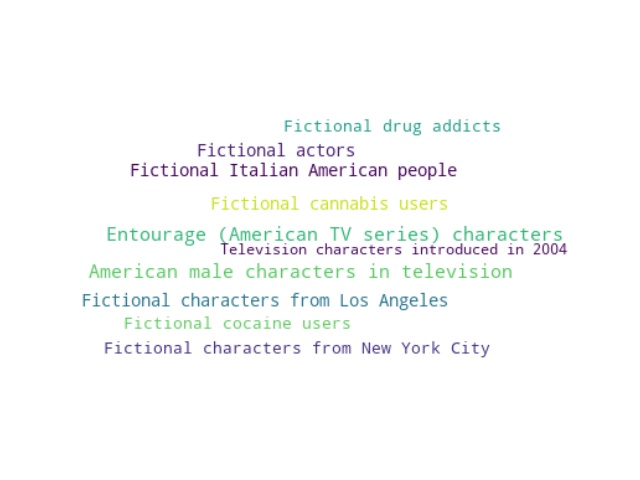 Fictional drug addicts
Fictional actors
Fictional Italian American people
Fictional cannabis users
Entourage (American TV series) characters
Television characters introduced in 2004
American male characters in television
Fictional characters from Los Angeles
Fictional cocaine users
Fictional characters from New York City